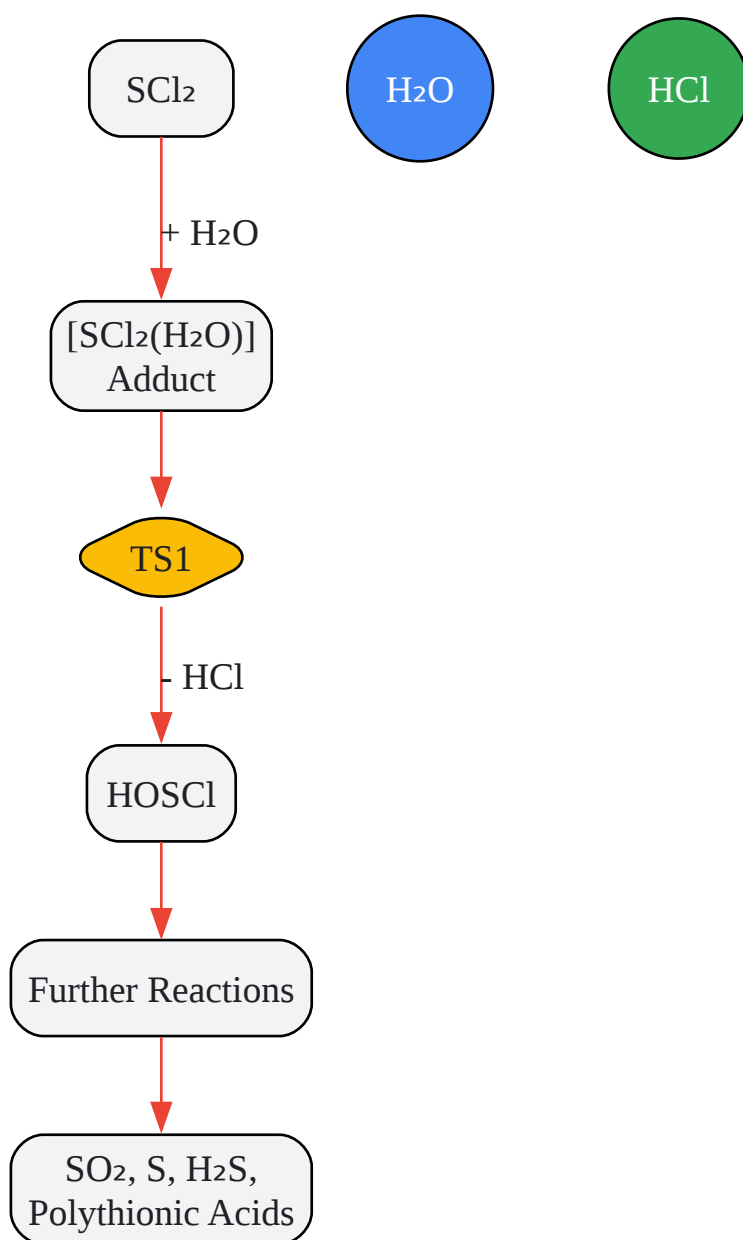 SCl₂
H₂O
HCl
+ H₂O
[SCl₂(H₂O)]
Adduct
TS1
- HCl
HOSCl
Further Reactions
SO₂, S, H₂S,
Polythionic Acids